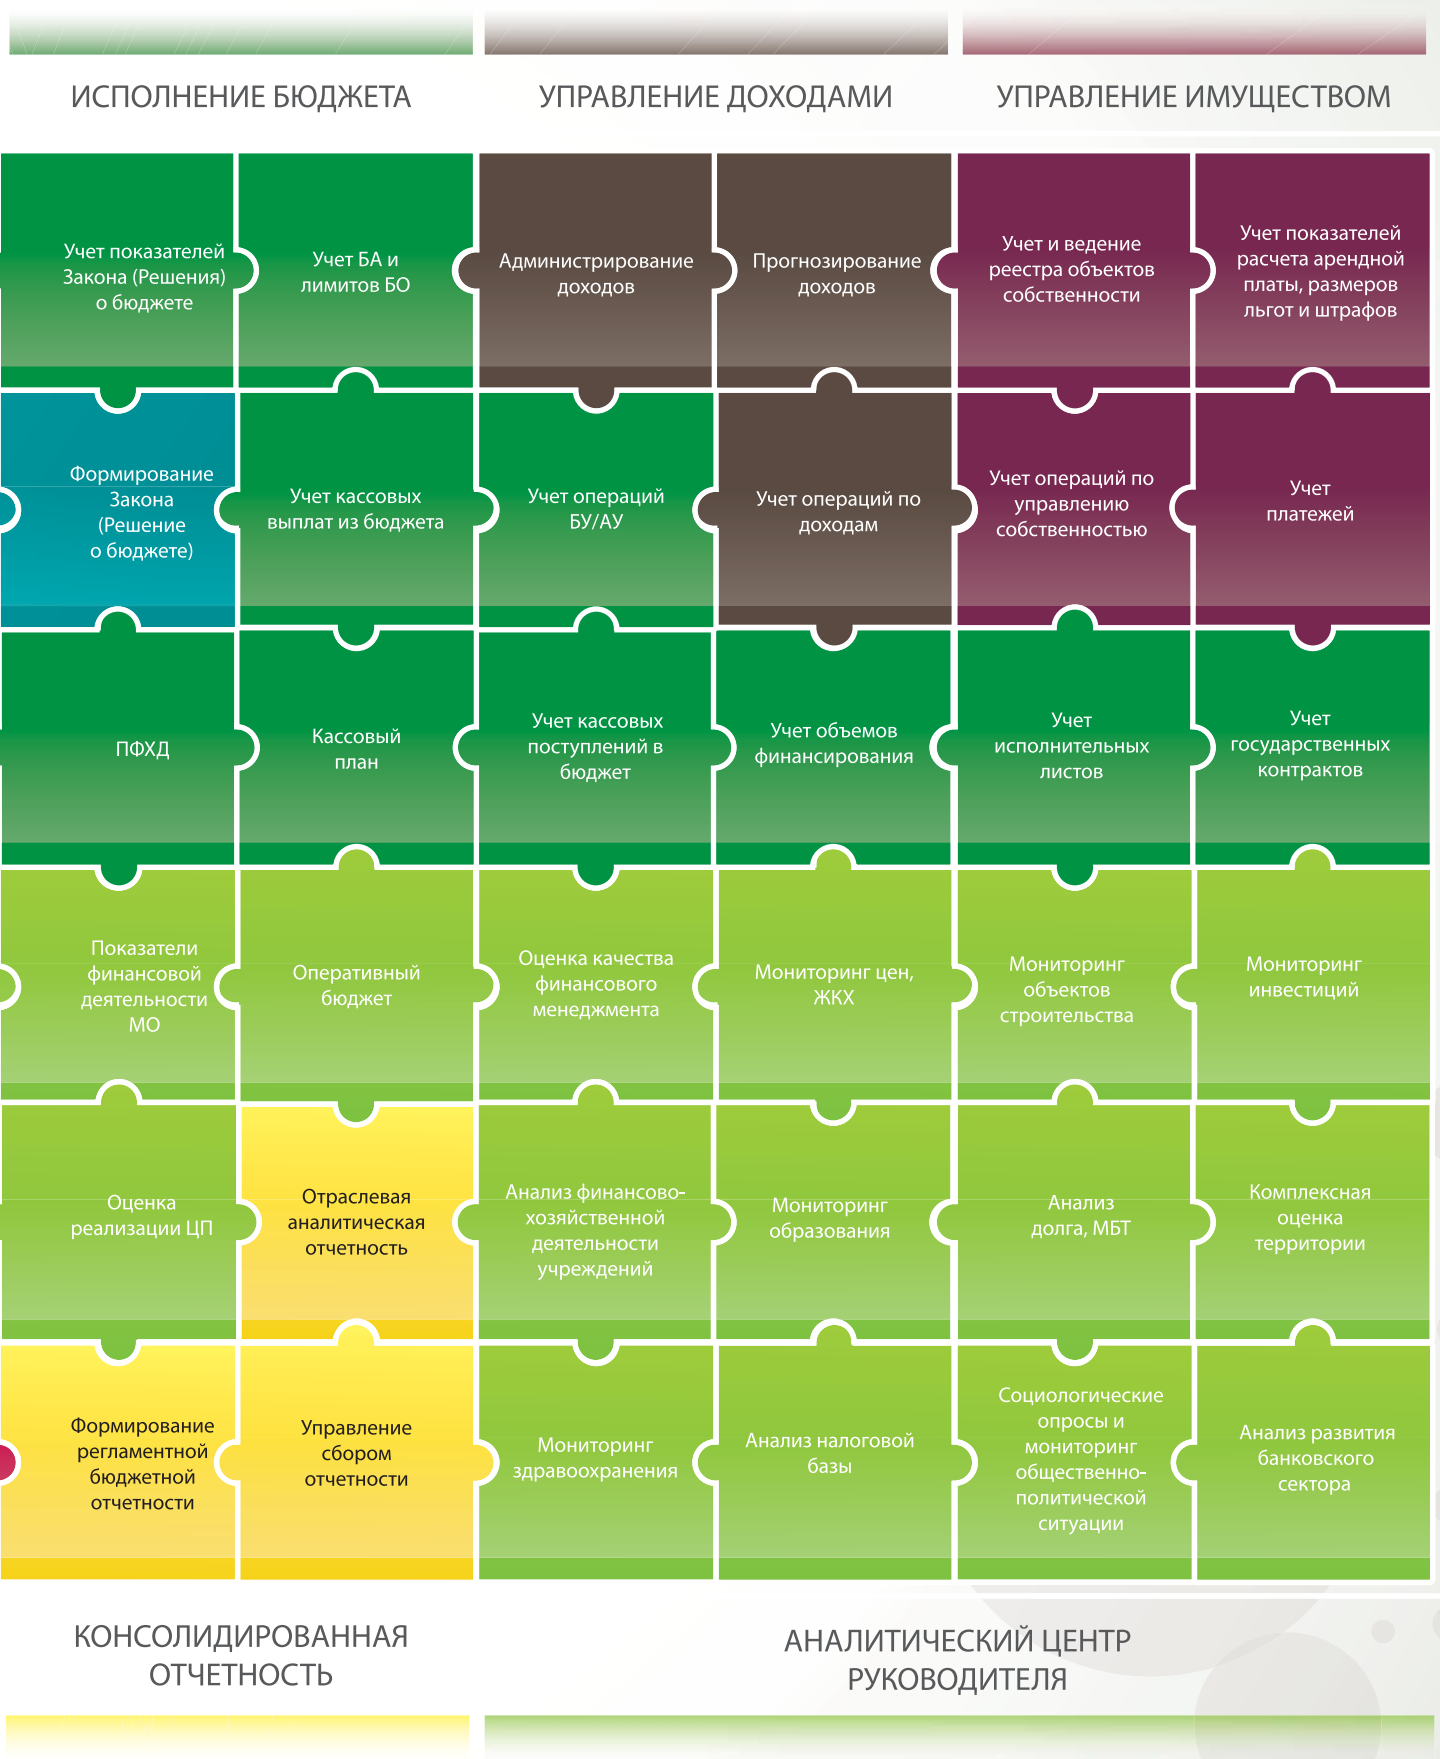 ИСПОЛНЕНИЕ БЮДЖЕТА
УПРАВЛЕНИЕ ДОХОДАМИ
УПРАВЛЕНИЕ ИМУЩЕСТВОМ
Учет показателей
Закона (Решения)
о бюджете
Учет БА и
лимитов БО
Администрирование
доходов
Прогнозирование
доходов
Учет и ведение
реестра объектов
собственности
Учет показателей
расчета арендной
платы, размеров
льгот и штрафов
Формирование
Закона
(Решение
о бюджете)
Учет кассовых
выплат из бюджета
Учет операций
БУ/АУ
Учет операций по
доходам
Учет операций по
управлению
собственностью
Учет
платежей
ПФХД
Кассовый
план
Учет кассовых
поступлений в
бюджет
Учет объемов
финансирования
Учет
исполнительных
листов
Учет
государственных
контрактов
Показатели
финансовой
деятельности
МО
Оперативный
бюджет
Оценка качества
финансового
менеджмента
Мониторинг цен,
ЖКХ
Мониторинг
объектов
строительства
Мониторинг
инвестиций
Оценка
реализации ЦП
Отраслевая
аналитическая
отчетность
Анализ финансово-
хозяйственной
деятельности
учреждений
Мониторинг
образования
Анализ
долга, МБТ
Комплексная
оценка
территории
Формирование
регламентной
бюджетной
отчетности
Управление
сбором
отчетности
Мониторинг
здравоохранения
Анализ налоговой
базы
Социологические
опросы и
мониторинг
общественно-
политической
ситуации
Анализ развития
банковского
сектора
КОНСОЛИДИРОВАННАЯ
ОТЧЕТНОСТЬ
АНАЛИТИЧЕСКИЙ ЦЕНТР
РУКОВОДИТЕЛЯ